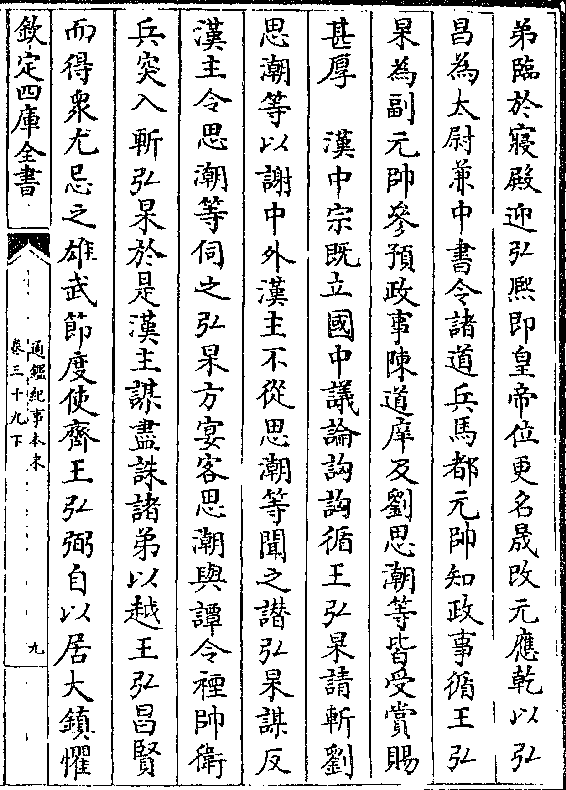 弟臨於寢殿迎弘熈即皇帝位更名晟改元應乾以弘
昌為太尉兼中書令諸道兵馬都元帥知政事循王弘
杲為副元帥參預政事陳道庠及劉思潮等皆受賞賜
甚厚　漢中宗既立國中議論訩訩循王弘杲請斬劉
思潮等以謝中外漢主不從思潮等聞之譖弘杲謀反
漢主令思潮等伺之弘杲方宴客思潮與譚令禋帥衛
兵突入斬弘杲於是漢主謀盡誅諸弟以越王弘昌賢
而得衆尤忌之雄武節度使齊王弘弼自以居大鎮懼
欽定四庫全書
通鑑紀事本末
卷三十九下
九